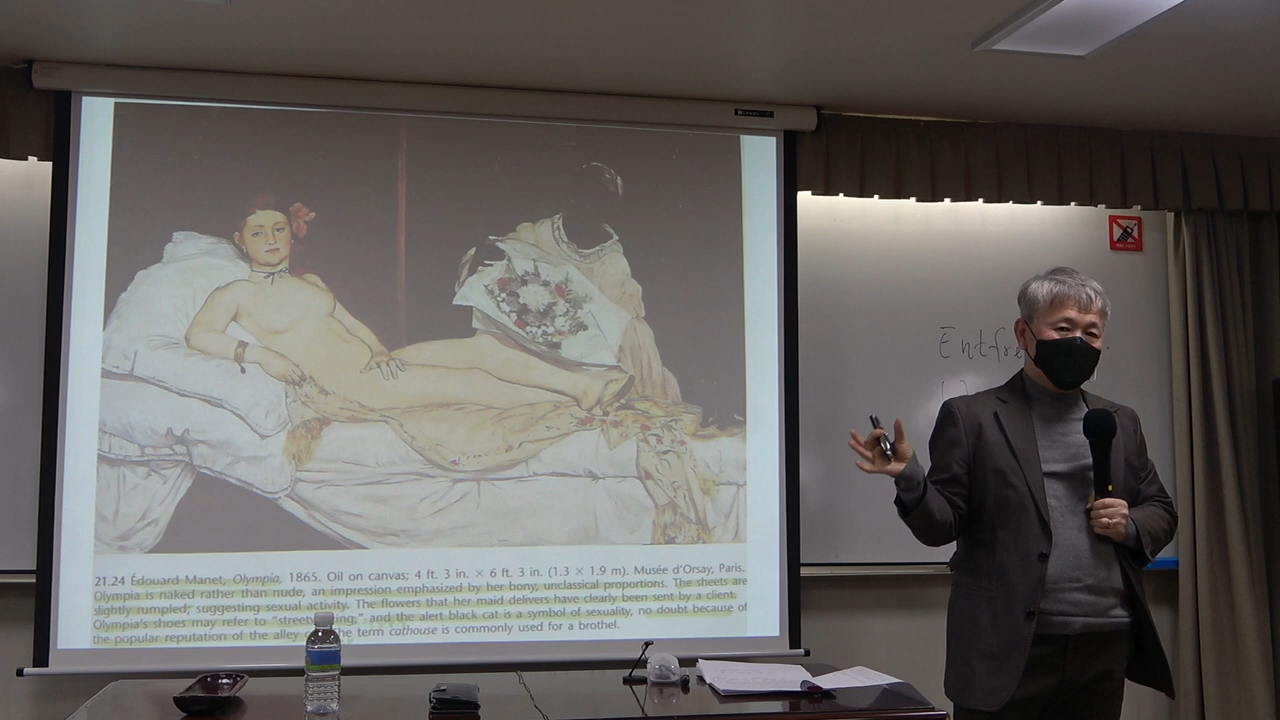 21.24 Édouard Manet, Olympia, 1865. Oil on canvas; 4 ft. 3 in. × 6 ft. 3 in. (1.3 × 1.9 m). Musée d'Orsay, Paris.
Olympia is naked rather than nude, an impression emphasized by her bony, unclassical proportions. The sheets are
slightly rumpled, suggesting sexual activity. The flowers that her maid delivers have clearly been sent by a client.
Olympia's shoes may refer to "street and the alert black cat is a symbol of sexuality, no doubt because of
the popular reputation of the alley the term cathouse is commonly used for a brothel.